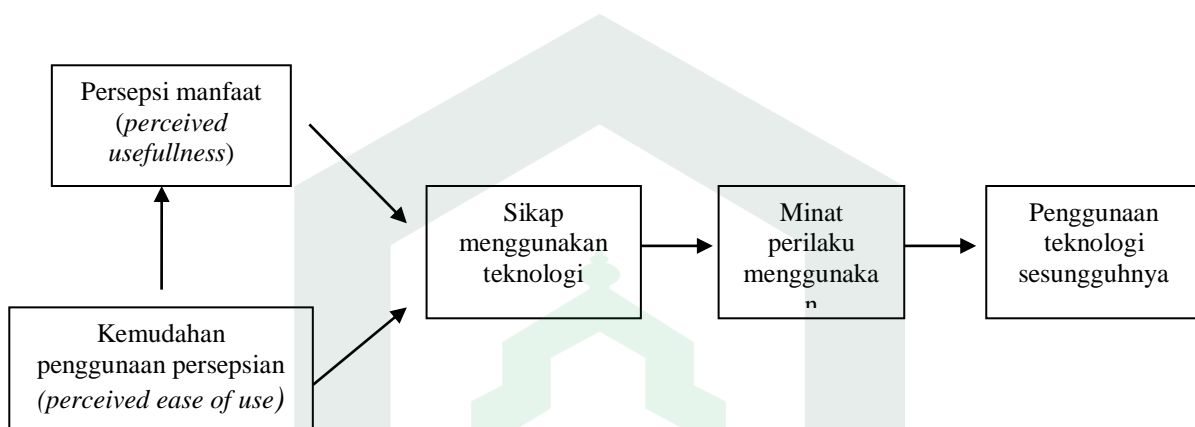 Persepsi manfaat
(perceived
usefullness)
Kemudahan
penggunaan persepsian
(perceived ease of use)
Sikap
menggunakan
teknologi
Minat
perilaku
menggunaka
n
Penggunaan
teknologi
sesungguhnya